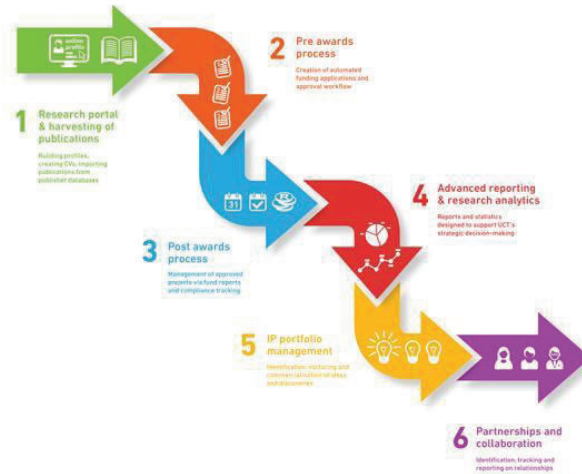 online
profile
1 Research portal
& harvesting of
publications
Building profiles,
creating CVs, importing
publications from
publisher databases
2 Pre awards
process
Creation of automated
funding applications and
approval workflow
31
3 Post awards
process
Management of approved
projects via fund reports
and compliance tracking
4 Advanced reporting
& research analytics
Reports and statistics
designed to support UCT's
strategic decision-making
5 IP portfolio
management
Identification, nurturing and
commercialisation of ideas
and discoveries
6 Partnerships and
collaboration
Identification, tracking and
reporting on relationships